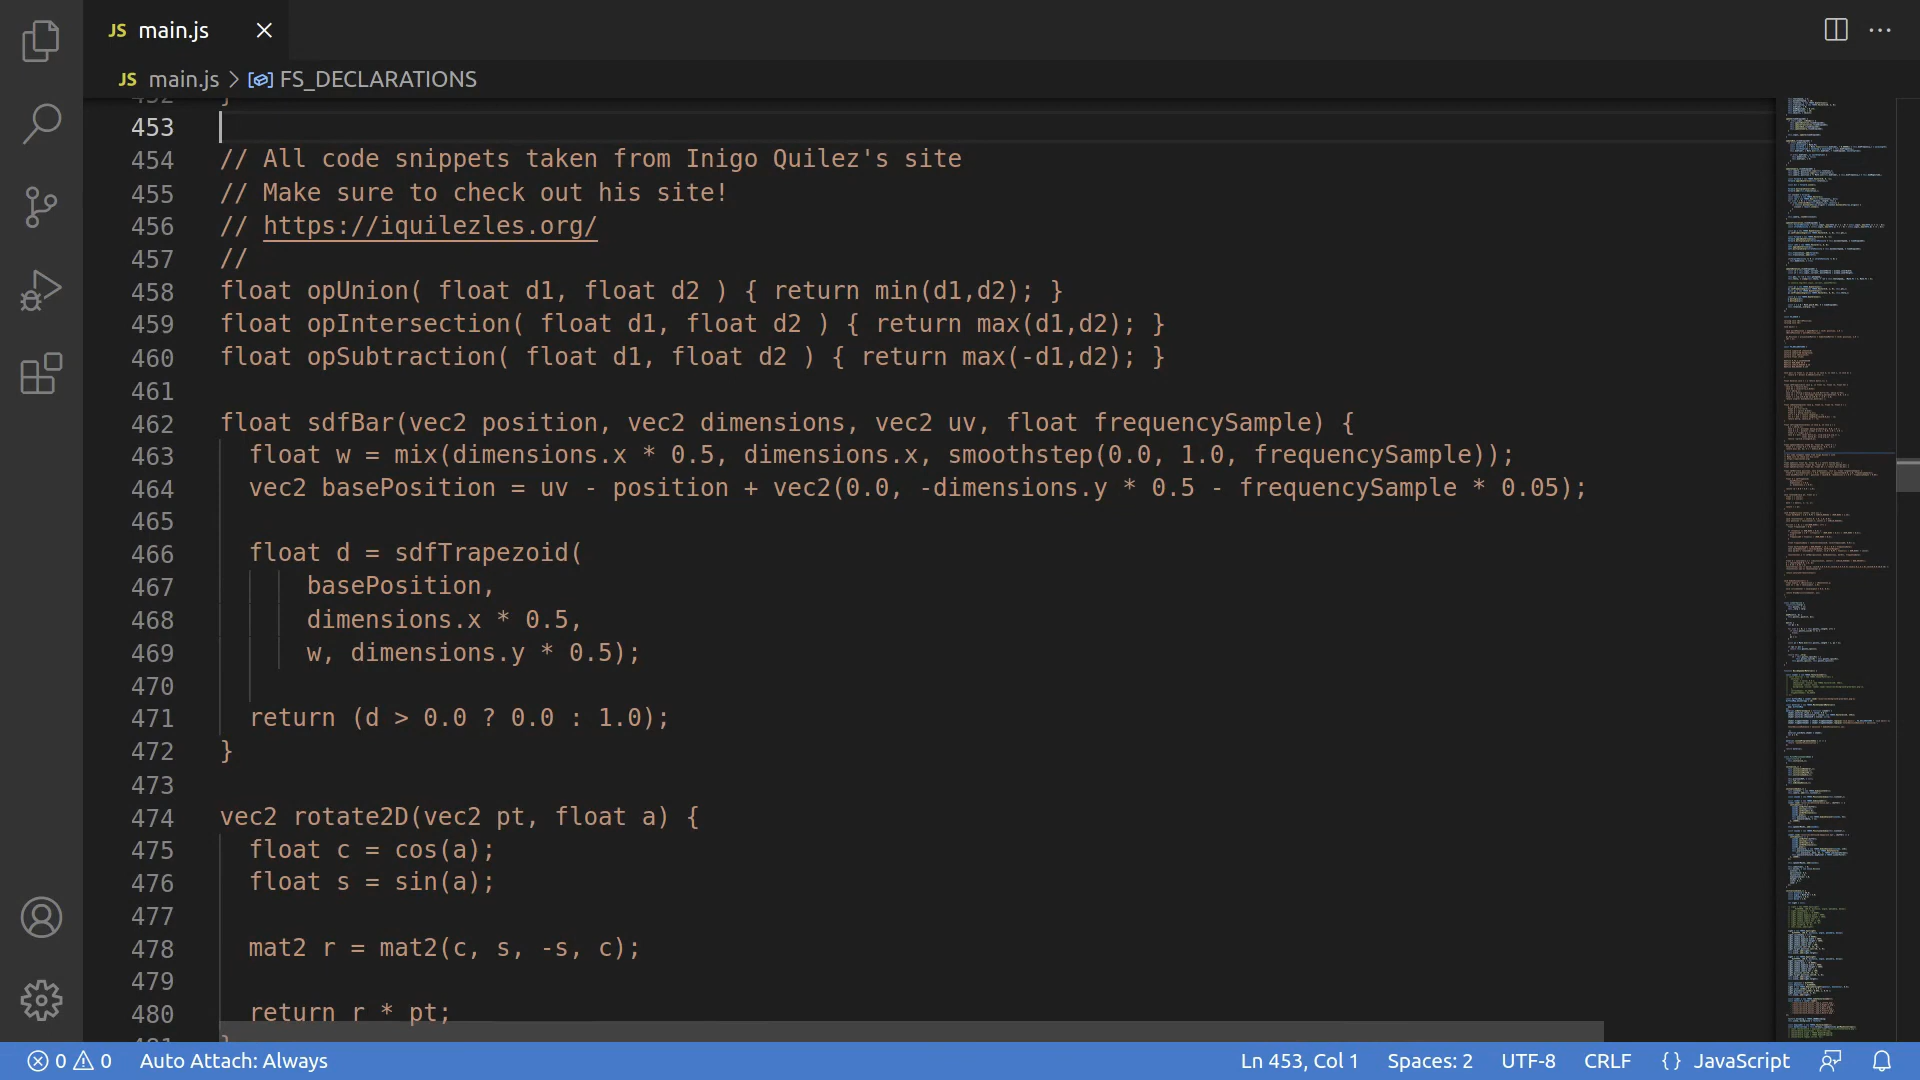 JS main.js
JS main.js > FS_DECLARATIONS
452 }
453
454 // All code snippets taken from Inigo Quilez's site
455 // Make sure to check out his site!
456 // https://iquilezles.org/
457 //
458 float opUnion( float d1, float d2 ) { return min(d1,d2); }
459 float opIntersection( float d1, float d2 ) { return max(d1,d2); }
460 float opSubtraction( float d1, float d2 ) { return max(-d1,d2); }
461
462 float sdfBar(vec2 position, vec2 dimensions, vec2 uv, float frequencySample) {
463 float w = mix(dimensions.x * 0.5, dimensions.x, smoothstep(0.0, 1.0, frequencySample));
464 vec2 basePosition = uv - position + vec2(0.0, -dimensions.y * 0.5 - frequencySample * 0.05);
465
466 float d = sdfTrapezoid(
467 basePosition,
468 dimensions.x * 0.5,
469 w, dimensions.y * 0.5);
470
471 return (d > 0.0 ? 0.0 : 1.0);
472 }
473
474 vec2 rotate2D(vec2 pt, float a) {
475 float c = cos(a);
476 float s = sin(a);
477
478 mat2 r = mat2(c, s, -s, c);
479
480 return r * pt;
481 }
0 0 Auto Attach: Always Ln 453, Col 1 Spaces: 2 UTF-8 CRLF {} JavaScript